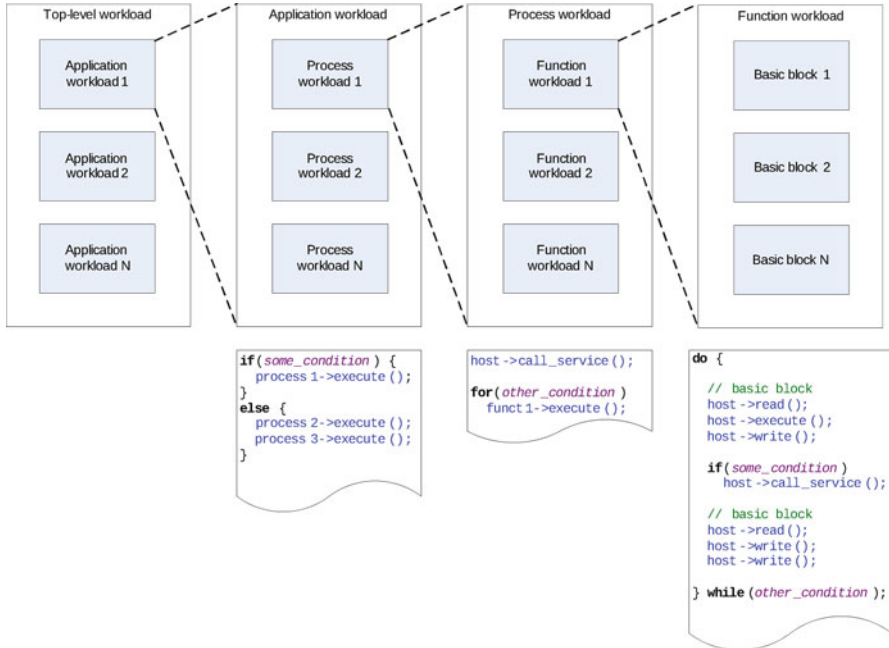 Top-level workload
Application
workload 1
Application
workload 2
Application
workload N
Application workload
Process
workload 1
Process
workload 2
Process
workload N
Process workload
Function
workload 1
Function
workload 2
Function
workload N
Function workload
Basic block 1
Basic block 2
Basic block N
if(some_condition ) {
process 1->execute ();
}
else {
process 2->execute ();
process 3->execute ();
}
host->call_service();
for(other_condition )
funct 1->execute ();
do {
// basic block
host->read();
host->execute ();
host->write();
if(some_condition )
host->call_service ();
// basic block
host->read();
host->write();
host->write();
} while (other_condition );